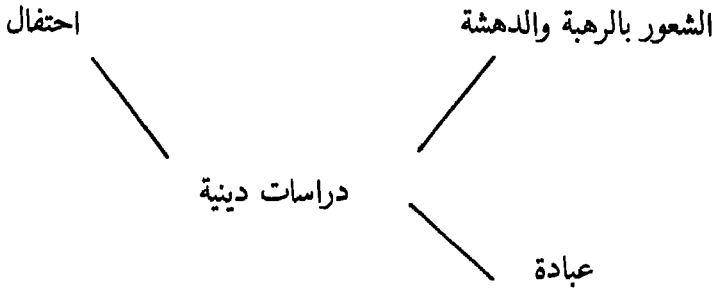 الشعور بالرهبة والدهشة
احتفال
دراسات دينية
عبادة